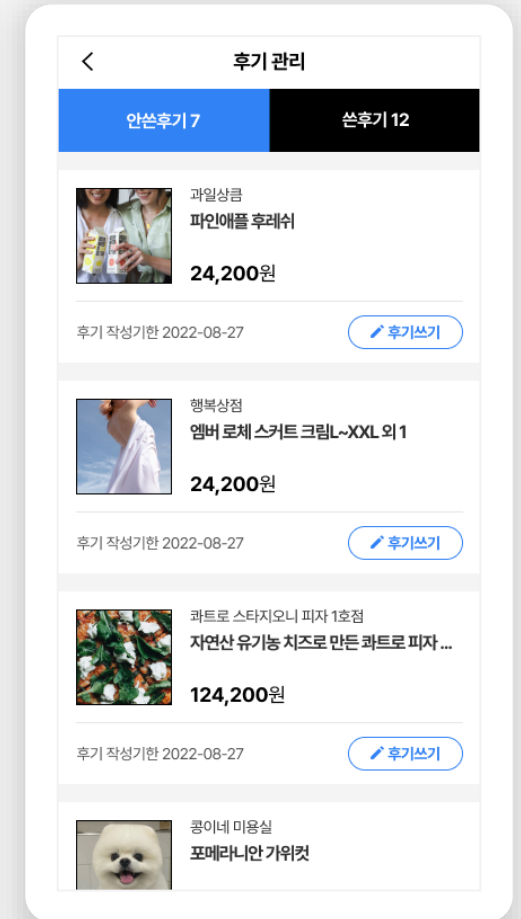 후기 관리
안쓴후기 7
쓴후기 12
과일상큼
파인애플 후레쉬
24,200원
후기 작성기한 2022-08-27
후기쓰기
행복상점
엠버 로체 스커트 크림L~XXL 외 1
24,200원
후기 작성기한 2022-08-27
후기쓰기
콰트로 스타지오니 피자 1호점
자연산 유기농 치즈로 만든 콰트로 피자 ...
124,200원
후기 작성기한 2022-08-27
후기쓰기
콩이네 미용실
포메라니안 가위컷